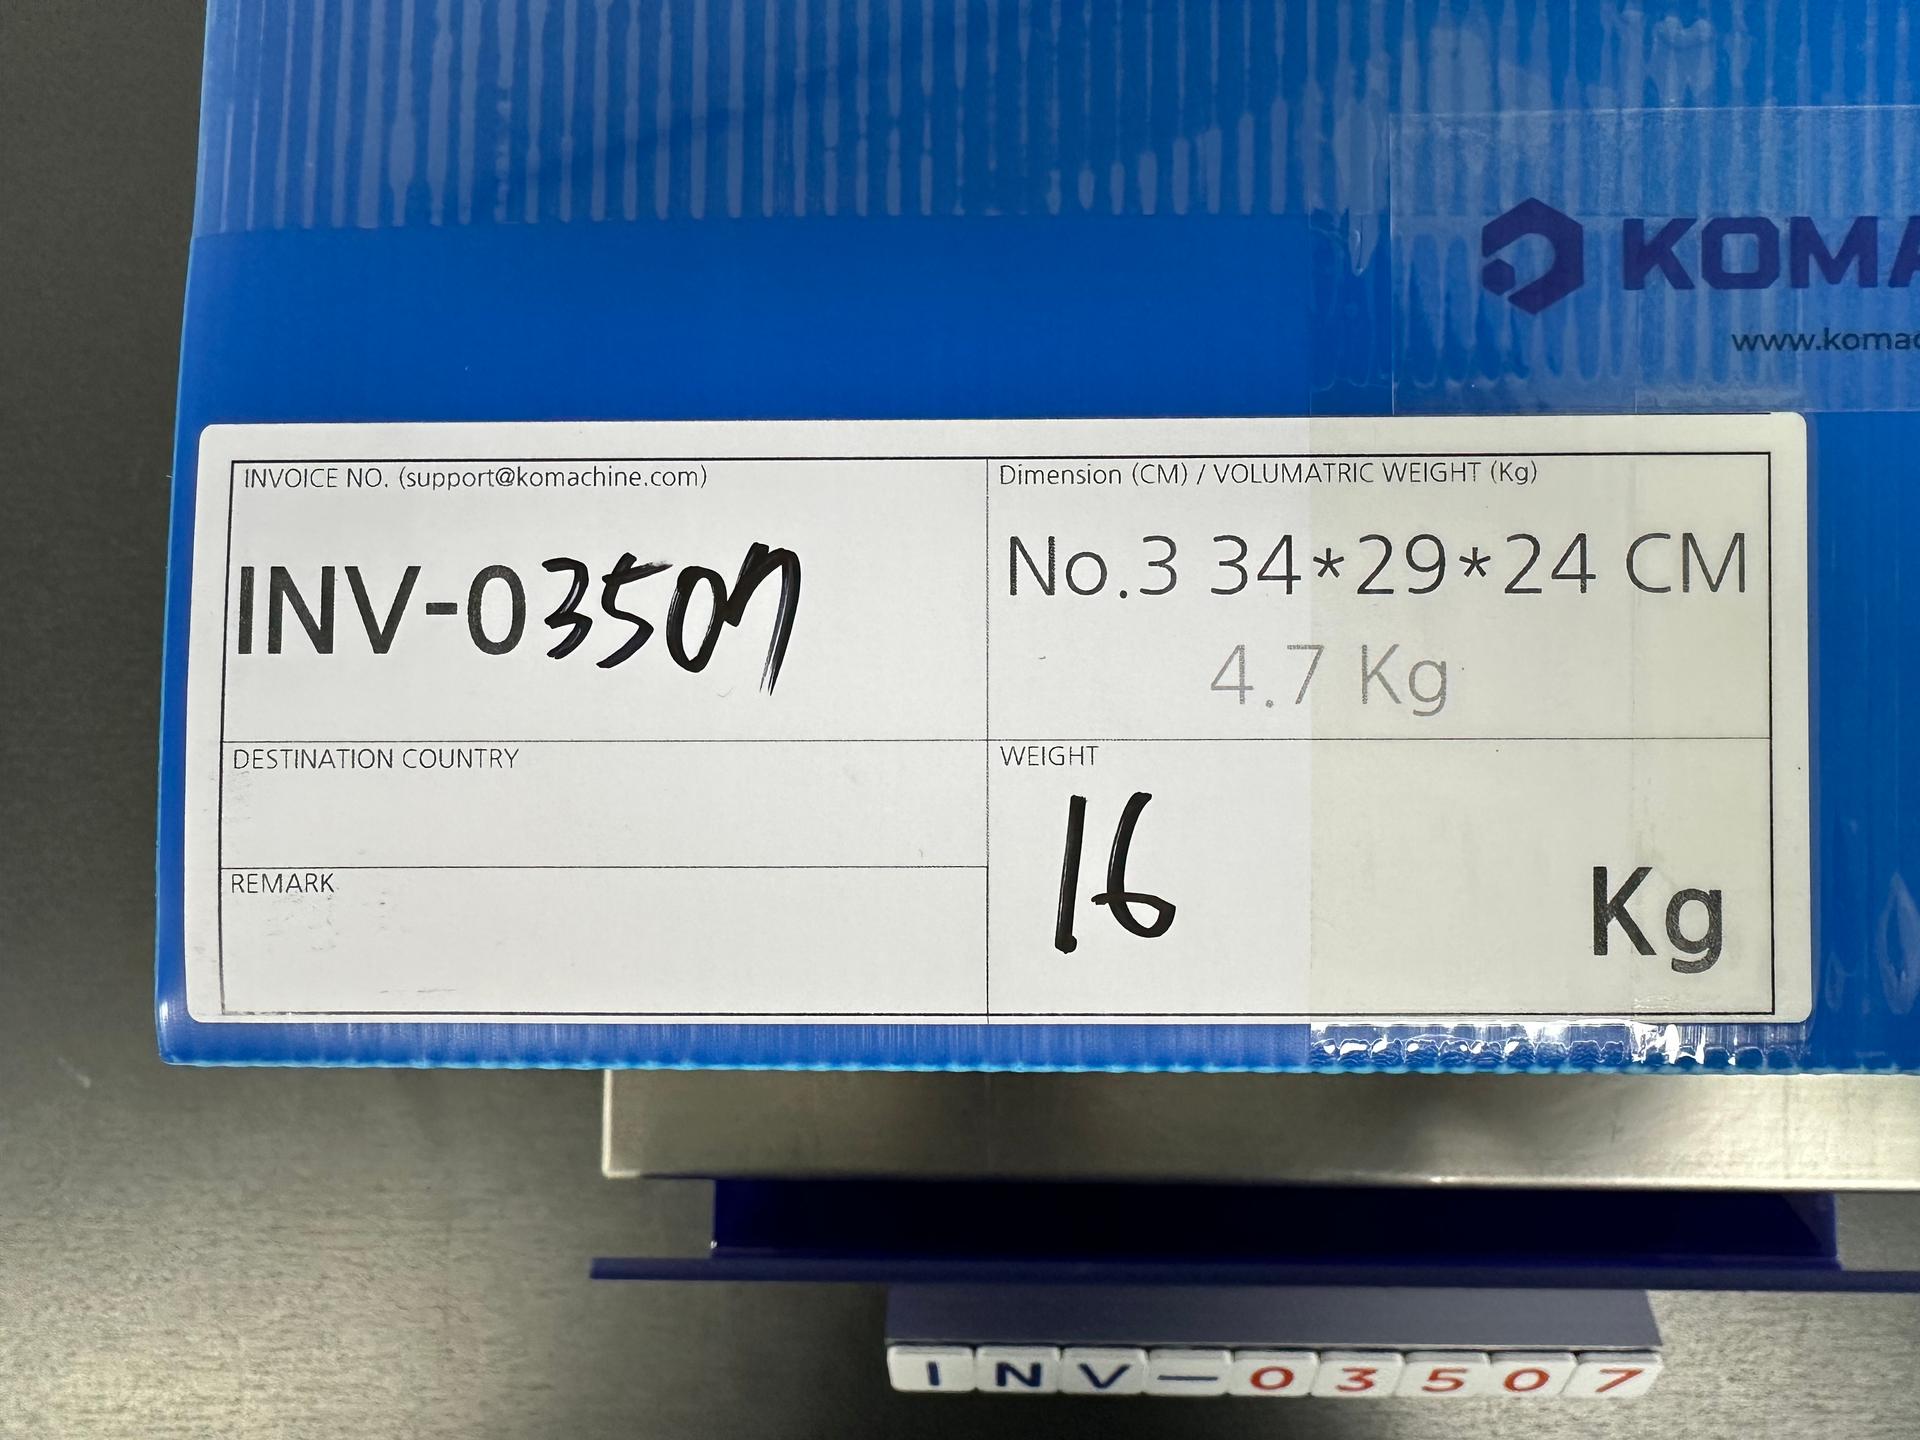 KOMA
www.komac
INVOICE NO. (support@komachine.com)
INV-03507
Dimension (CM) / VOLUMATRIC WEIGHT (Kg)
No.3 34*29*24 CM
4.7 Kg
DESTINATION COUNTRY
REMARK
WEIGHT
16
Kg
INV-03507